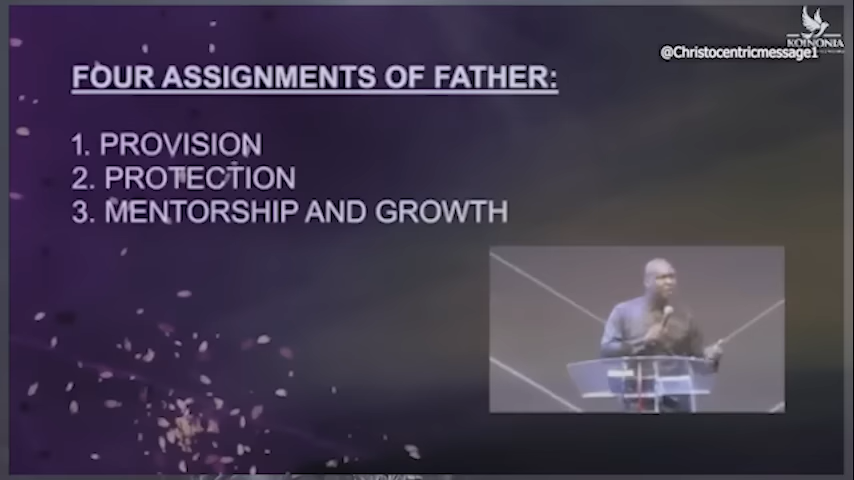 KOINONIA
@Christocentricmessage1
FOUR ASSIGNMENTS OF FATHER:
1. PROVISION
2. PROTECTION
3. MENTORSHIP AND GROWTH